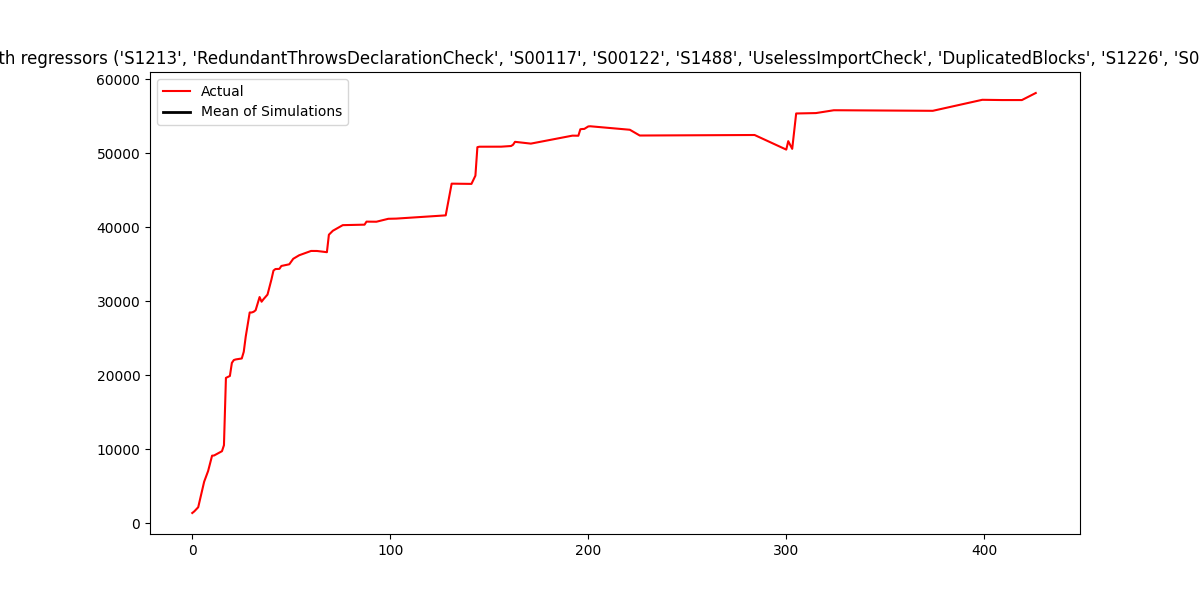 th regressors ('S1213', 'RedundantThrowsDeclarationCheck', 'S00117', 'S00122', 'S1488', 'UselessImportCheck', 'DuplicatedBlocks', 'S1226', 'S0
Actual
Mean of Simulations
60000
50000
40000
30000
20000
10000
0
0 100 200 300 400